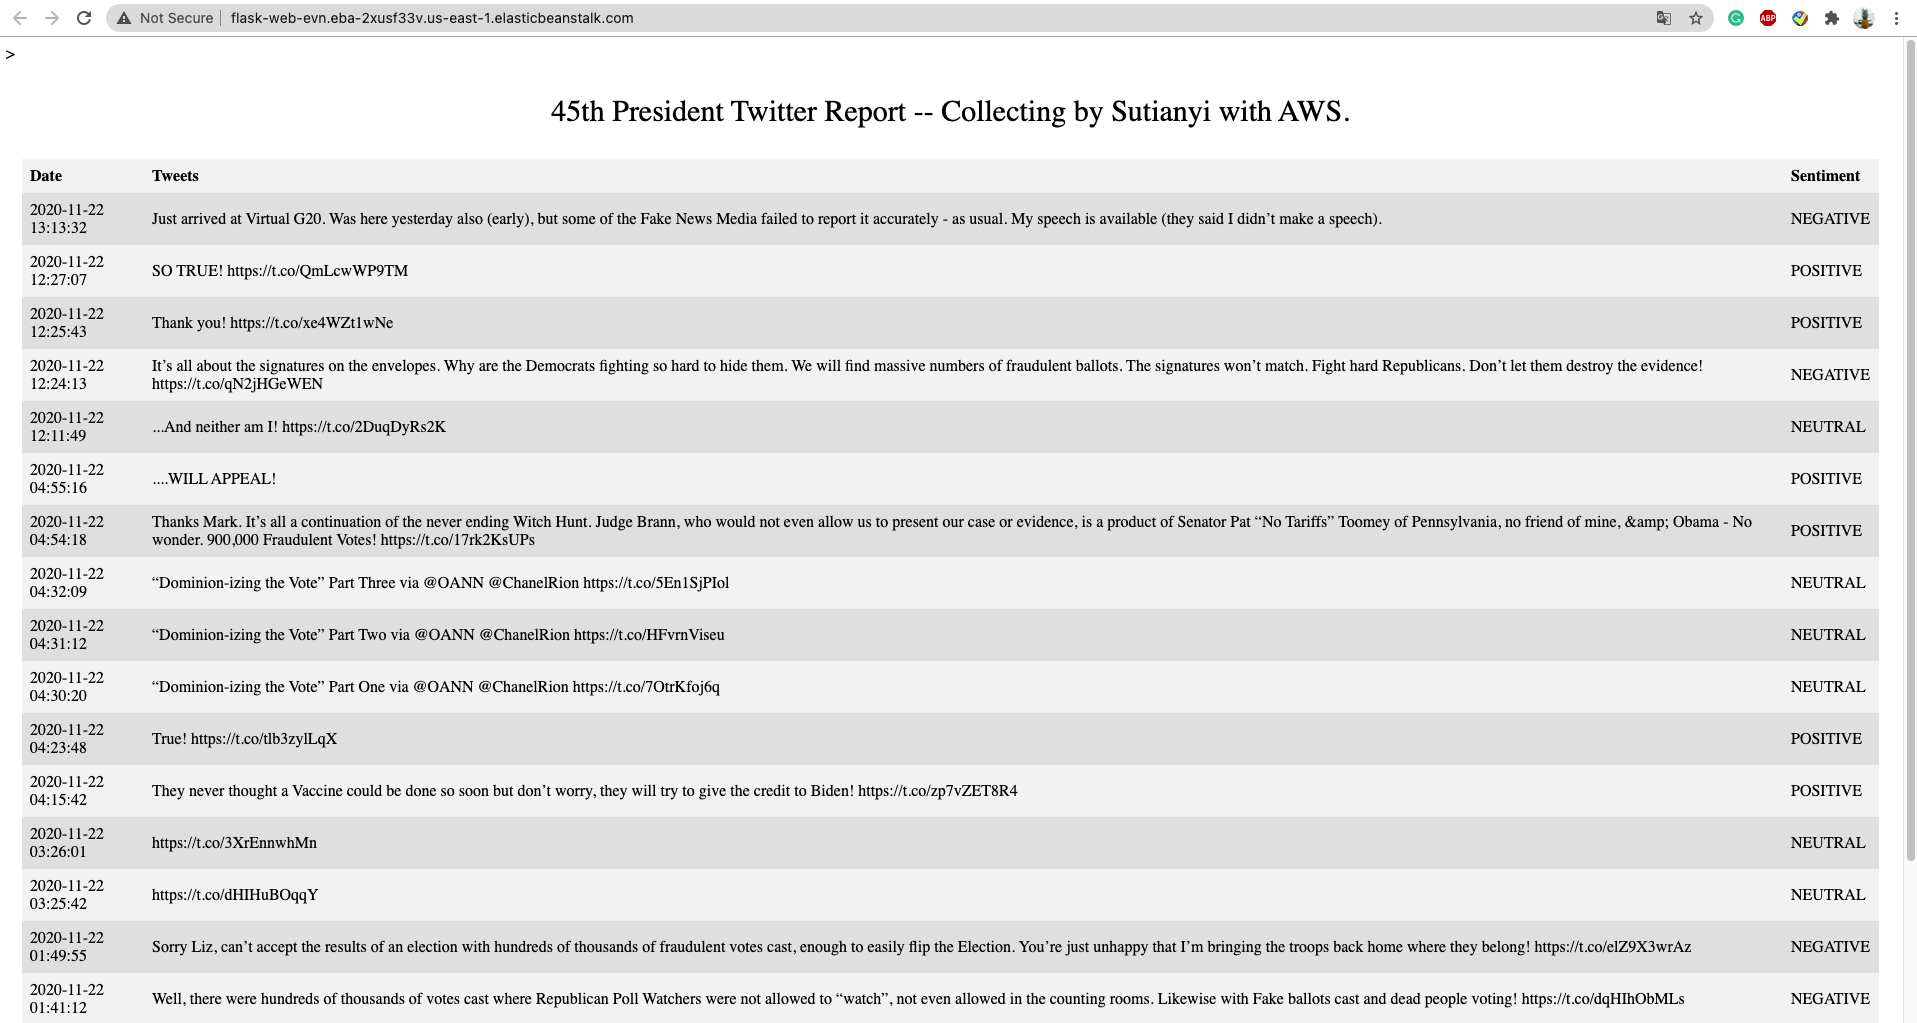 Not Secure | flask-web-evn.eba-2xusf33v.us-east-1.elasticbeanstalk.com
ABP
>
45th President Twitter Report -- Collecting by Sutianyi with AWS.
Date Tweets Sentiment
2020-11-22
13:13:32
Just arrived at Virtual G20. Was here yesterday also (early), but some of the Fake News Media failed to report it accurately - as usual. My speech is available (they said I didn’t make a speech).
NEGATIVE
2020-11-22
12:27:07
SO TRUE! https://t.co/QmLcwWP9TM
POSITIVE
2020-11-22
12:25:43
Thank you! https://t.co/xe4WZt1wNe
POSITIVE
2020-11-22
12:24:13
It’s all about the signatures on the envelopes. Why are the Democrats fighting so hard to hide them. We will find massive numbers of fraudulent ballots. The signatures won’t match. Fight hard Republicans. Don’t let them destroy the evidence!
https://t.co/qN2jHGeWEN
NEGATIVE
2020-11-22
12:11:49
...And neither am I! https://t.co/2DuqDyRs2K
NEUTRAL
2020-11-22
04:55:16
....WILL APPEAL!
POSITIVE
2020-11-22
04:54:18
Thanks Mark. It’s all a continuation of the never ending Witch Hunt. Judge Brann, who would not even allow us to present our case or evidence, is a product of Senator Pat “No Tariffs” Toomey of Pennsylvania, no friend of mine, &amp; Obama - No
wonder. 900,000 Fraudulent Votes! https://t.co/17rk2KsUPs
POSITIVE
2020-11-22
04:32:09
“Dominion-izing the Vote” Part Three via @OANN @ChanelRion https://t.co/5En1SjPIol
NEUTRAL
2020-11-22
04:31:12
“Dominion-izing the Vote” Part Two via @OANN @ChanelRion https://t.co/HFvrnViseu
NEUTRAL
2020-11-22
04:30:20
“Dominion-izing the Vote” Part One via @OANN @ChanelRion https://t.co/7OtrKfoj6q
NEUTRAL
2020-11-22
04:23:48
True! https://t.co/tlb3zylLqX
POSITIVE
2020-11-22
04:15:42
They never thought a Vaccine could be done so soon but don’t worry, they will try to give the credit to Biden! https://t.co/zp7vZET8R4
POSITIVE
2020-11-22
03:26:01
https://t.co/3XrEnnwhMn
NEUTRAL
2020-11-22
03:25:42
https://t.co/dHIHuBOqqY
NEUTRAL
2020-11-22
01:49:55
Sorry Liz, can’t accept the results of an election with hundreds of thousands of fraudulent votes cast, enough to easily flip the Election. You’re just unhappy that I’m bringing the troops back home where they belong! https://t.co/elZ9X3wrAz
NEGATIVE
2020-11-22
01:41:12
Well, there were hundreds of thousands of votes cast where Republican Poll Watchers were not allowed to “watch”, not even allowed in the counting rooms. Likewise with Fake ballots cast and dead people voting! https://t.co/dqHIhObMLs
NEGATIVE